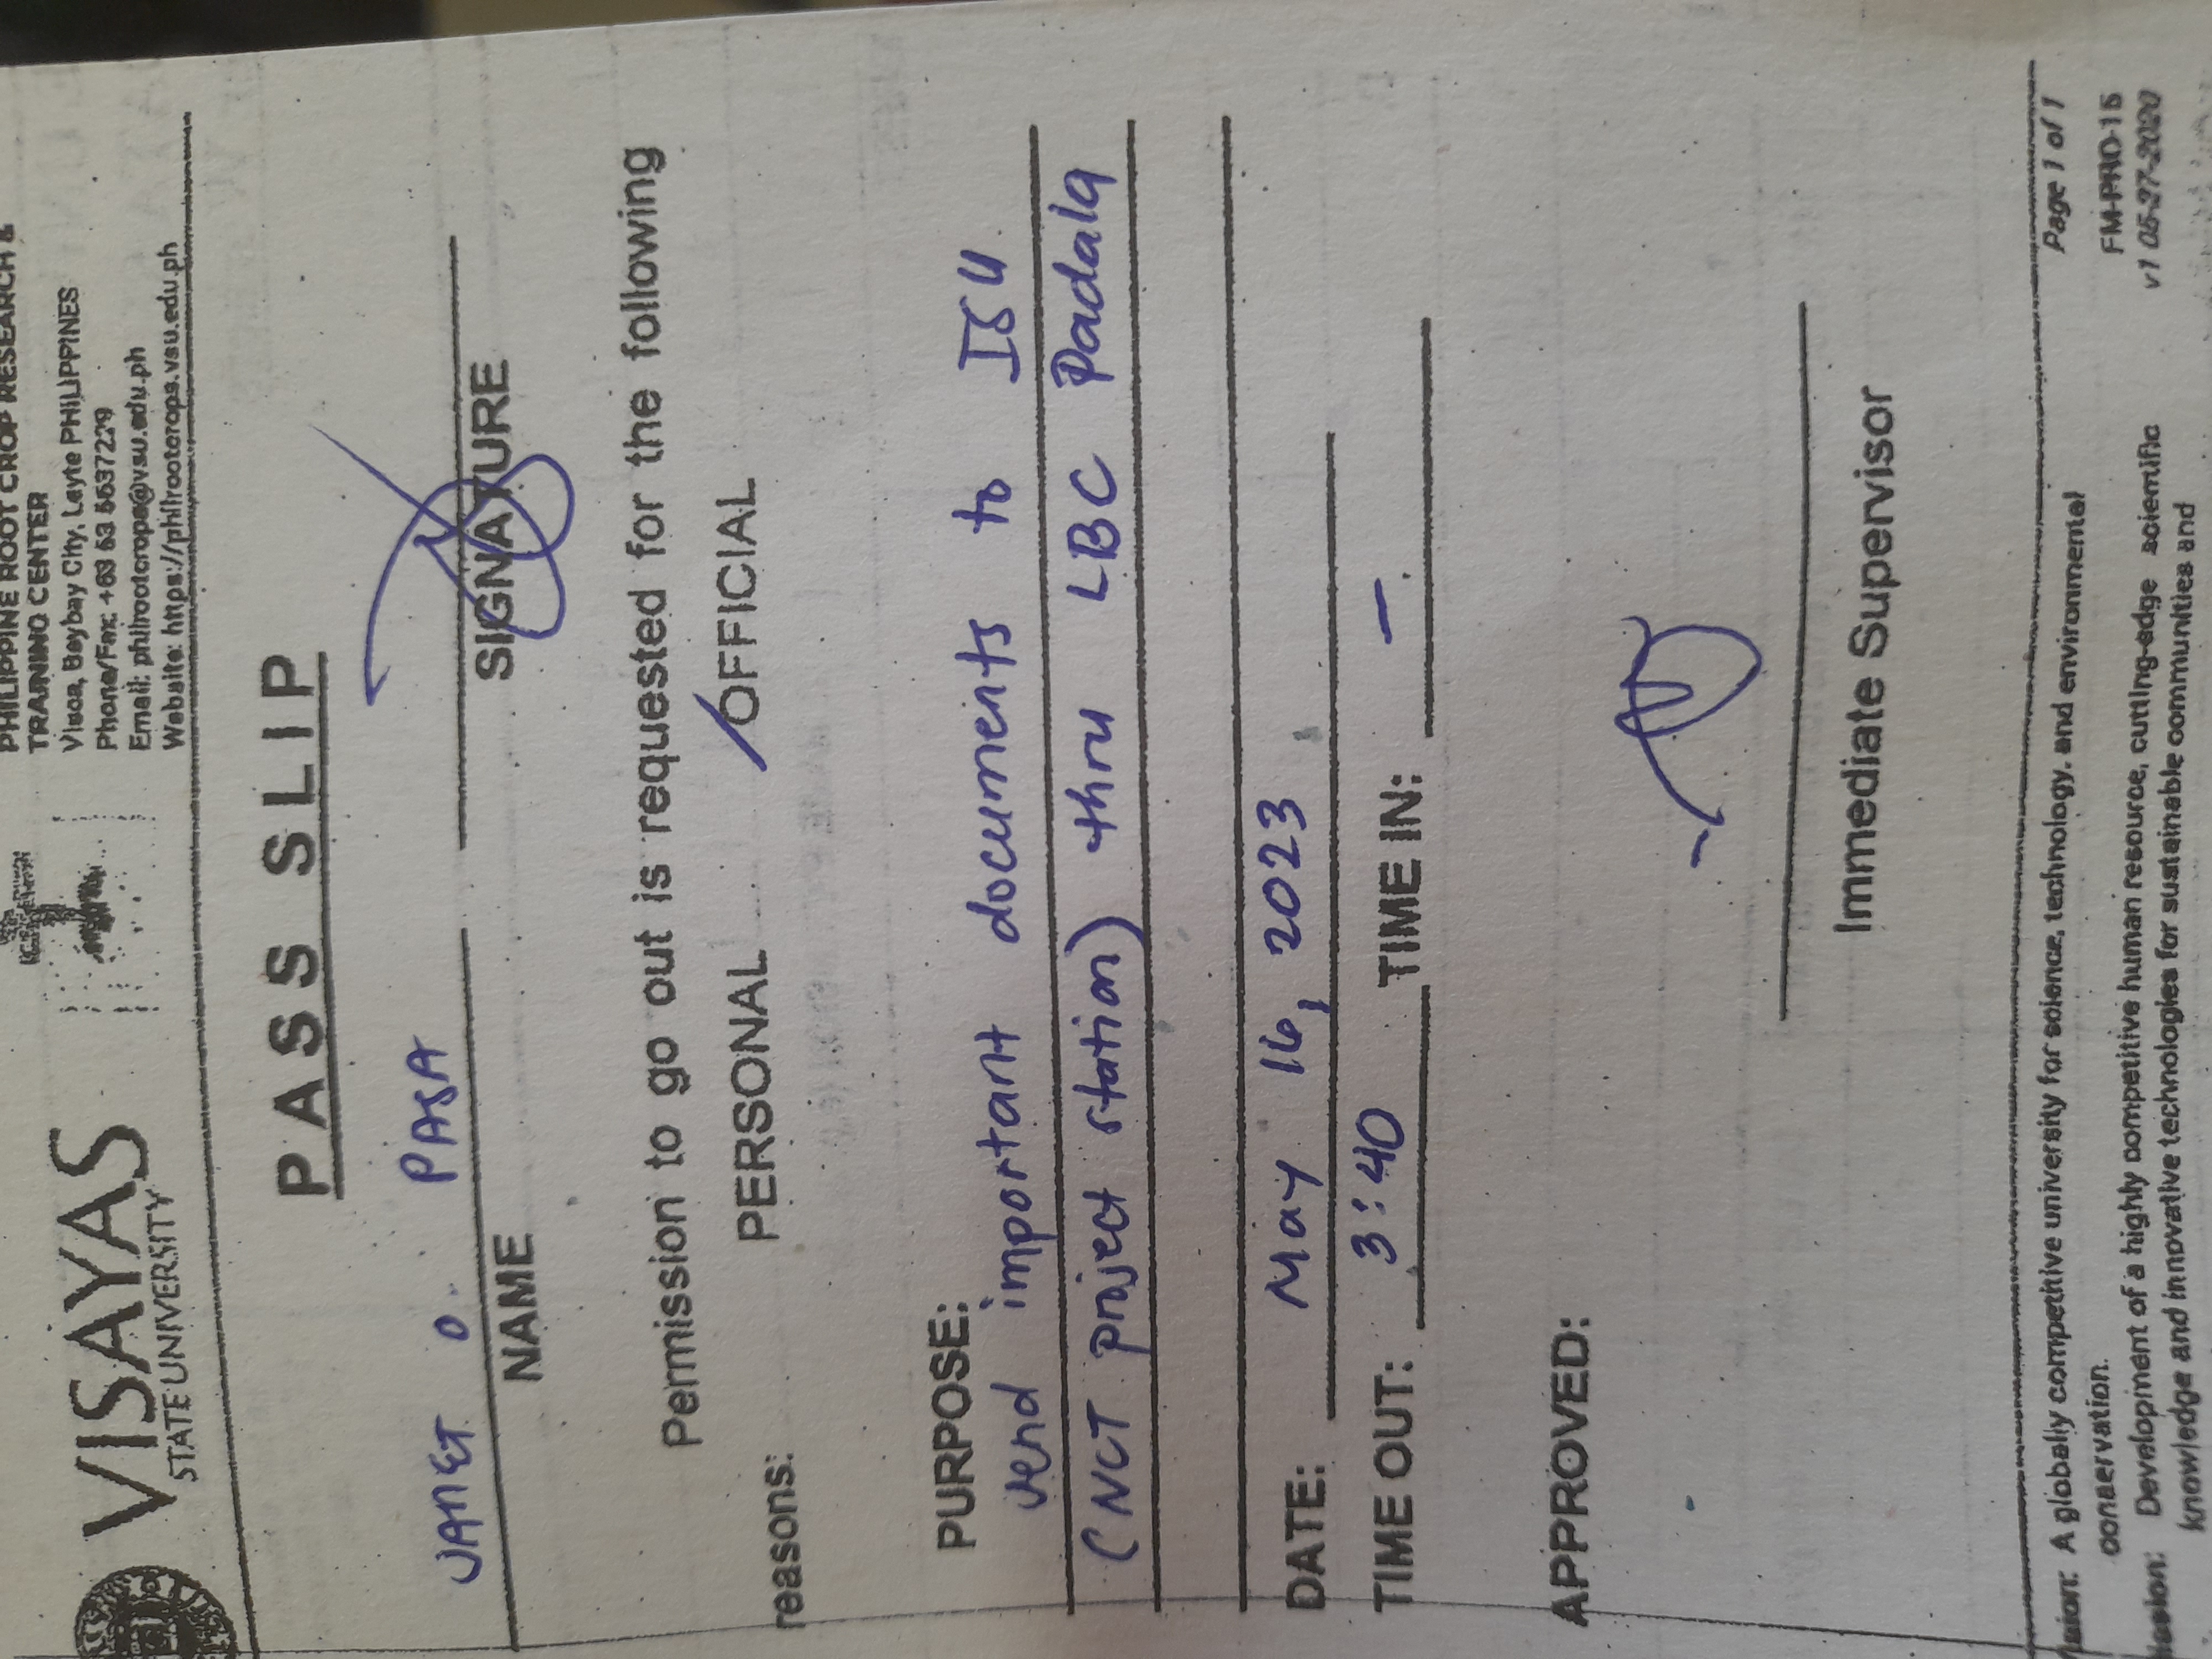 VISAYAS
STATE UNIVERSITY
PHILIPPINE ROOT CROP RESEARCH &
TRAINING CENTER
Visca, Baybay City, Leyte PHILIPPINES
Phone/Fax: +63 53 5637229
Email: philrootcrops@vsu.edu.ph
Website: https://philrootcrops.vsu.edu.ph
PASS SLIP
JANET O. PASA
NAME SIGNATURE
Permission to go out is requested for the following
reasons: PERSONAL /OFFICIAL
PURPOSE:
send important documents to ISU
(NCT project station) thru LBC Padala
DATE: May 16, 2023
TIME OUT: 3:40 TIME IN: –
APPROVED:
Immediate Supervisor
Vision: A globally competitive university for science, technology, and environmental
conservation.
Mission: Development of a highly competitive human resource, cutting-edge scientific
knowledge and innovative technologies for sustainable communities and
Page 1 of 1
FM-PRO-15
v1 05-27-2020